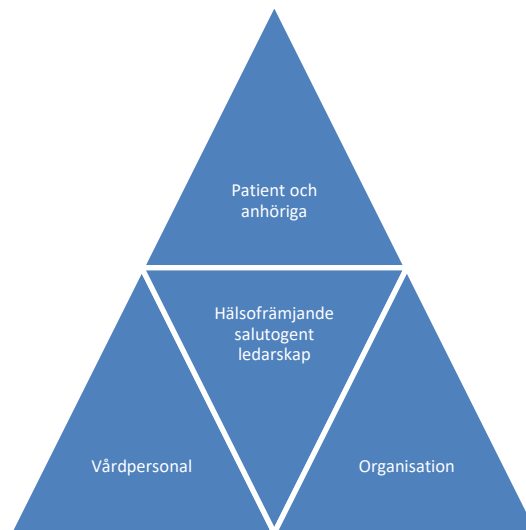 Patient och
anhöriga
Hälsofrämjande
salutogent
ledarskap
Vårdpersonal
Organisation